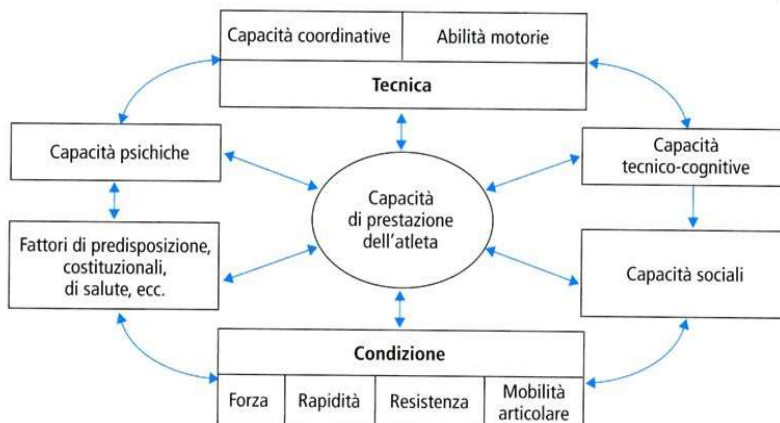 Capacità coordinative
Abilità motorie
Tecnica
Capacità psichiche
Capacità
tecnico-cognitive
Capacità
di prestazione
dell'atleta
Fattori di predisposizione,
costituzionali,
di salute, ecc.
Capacità sociali
Condizione
Forza
Rapidità
Resistenza
Mobilità
articolare